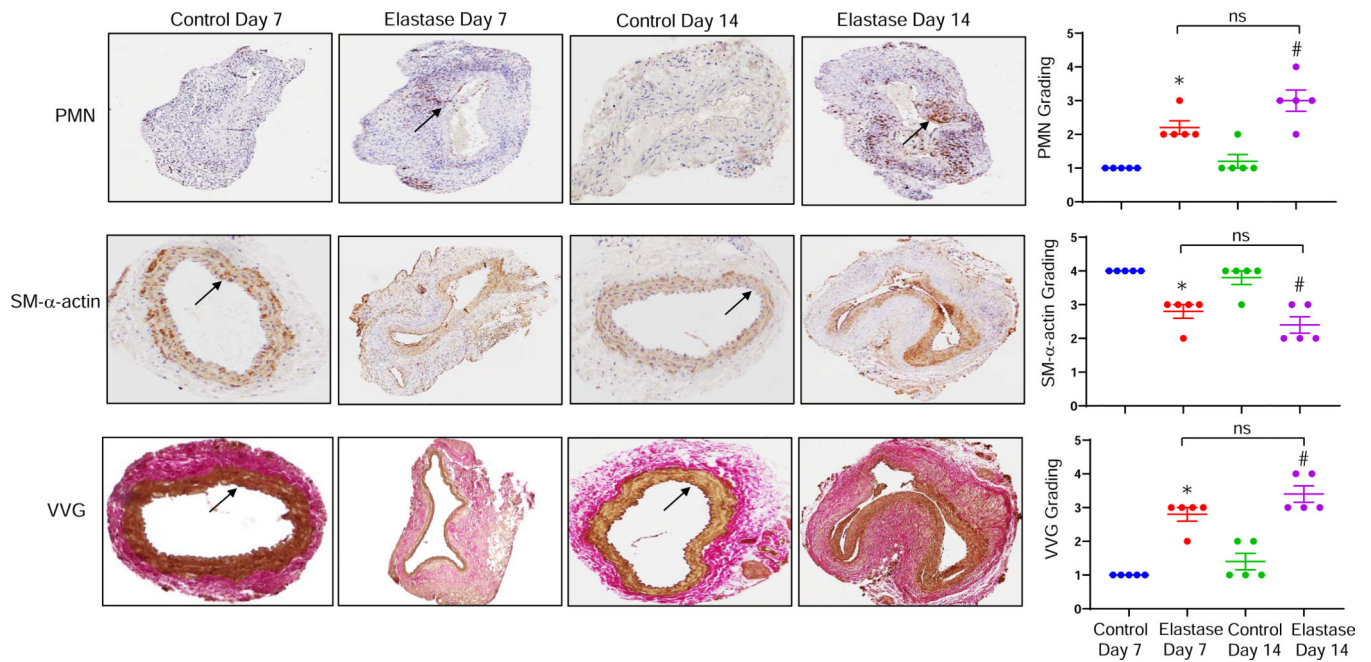 Control Day 7 Elastase Day 7 Control Day 14 Elastase Day 14
PMN
SM-α-actin
VVG
ns
#
*
PMN Grading
5
4
3
2
1
ns
*
#
SM-α-actin Grading
5
4
3
2
1
0
ns
#
*
VVG Grading
5
4
3
2
1
0
Control Day 7
Elastase Day 7
Control Day 14
Elastase Day 14